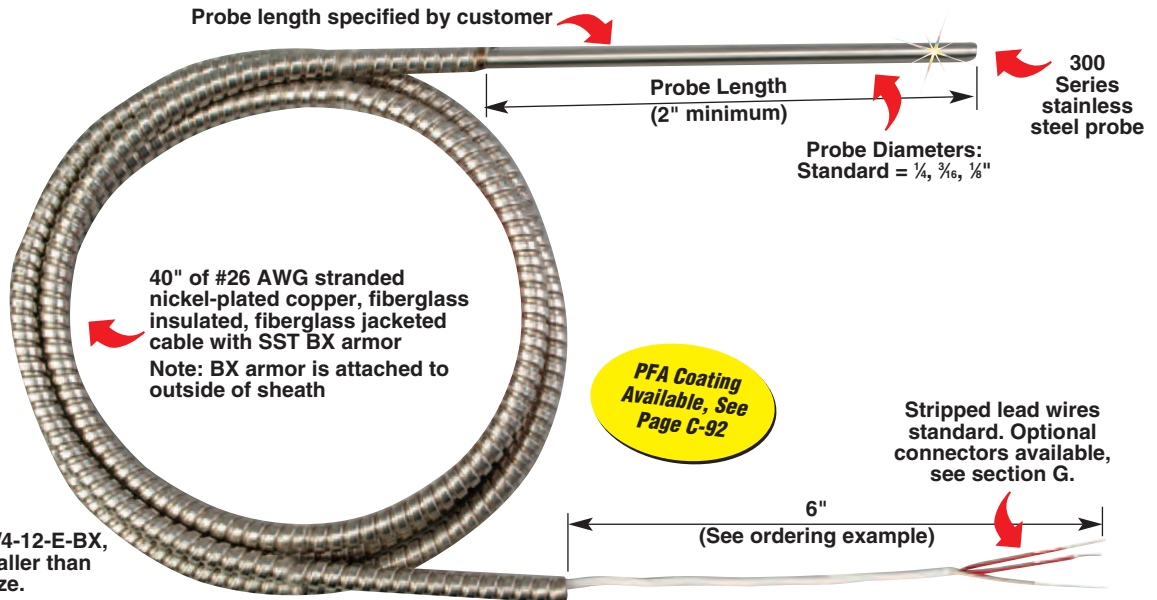 Probe length specified by customer
Probe Length
(2" minimum)
300
Series
stainless
steel probe
Probe Diameters:
Standard = ¼, ³⁄₁₆, ⅛"
40" of #26 AWG stranded
nickel-plated copper, fiberglass
insulated, fiberglass jacketed
cable with SST BX armor
Note: BX armor is attached to
outside of sheath
PFA Coating
Available, See
Page C-92
Stripped lead wires
standard. Optional
connectors available,
see section G.
6"
(See ordering example)
/4-12-E-BX,
aller than
ze.